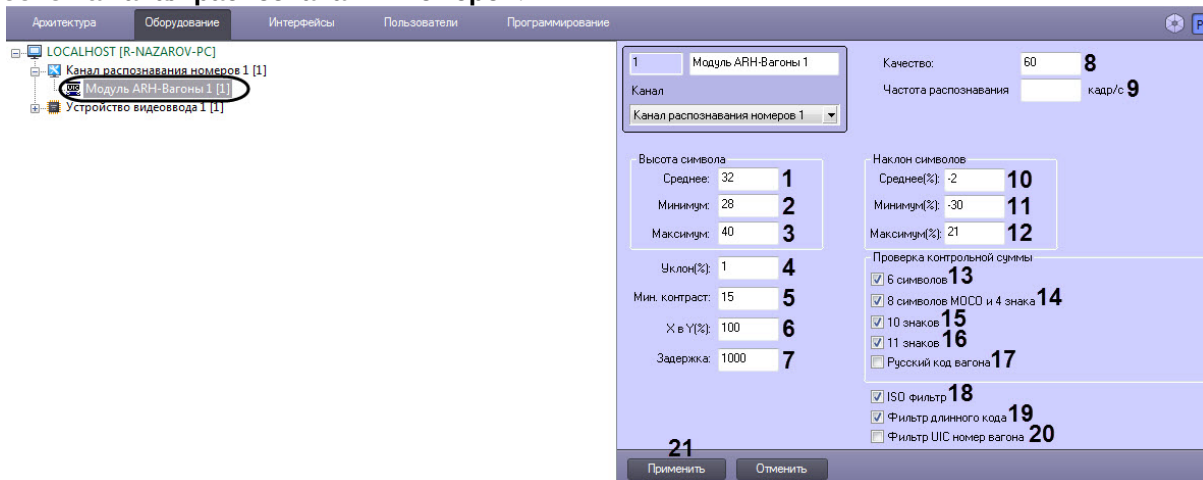 Архитектура Оборудование Интерфейсы Пользователи Программирование
LOCALHOST [R-NAZAROV-PC]
Канал распознавания номеров 1 [1]
Модуль ARH-Вагоны 1 [1]
Устройство видеоввода 1 [1]
1 Модуль ARH-Вагоны 1
Канал
Канал распознавания номеров 1
Качество: 60 8
Частота распознавания кадр/с 9
Высота символа
Среднее: 32 1
Минимум: 28 2
Максимум: 40 3
Уклон(%): 1 4
Мин. контраст: 15 5
X в Y(%): 100 6
Задержка: 1000 7
Наклон символов
Среднее(%): -2 10
Минимум(%): -30 11
Максимум(%): 21 12
Проверка контрольной суммы
6 символов 13
8 символов МОСО и 4 знака 14
10 знаков 15
11 знаков 16
Русский код вагона 17
ISO фильтр 18
Фильтр длинного кода 19
Фильтр UIC номер вагона 20
21
Применить Отменить